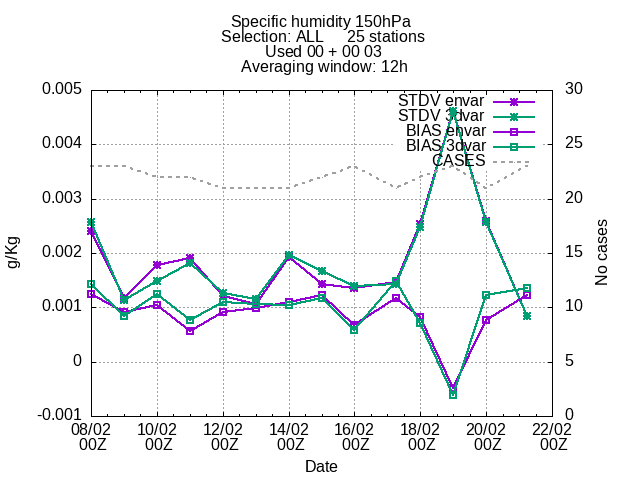 Specific humidity 150hPa
Selection: ALL 25 stations
Used 00 + 00 03
Averaging window: 12h
0.005
0.004
0.003
0.002
0.001
0
-0.001
g/Kg
30
25
20
15
10
5
0
No cases
STDV envar
STDV 3dvar
BIAS envar
BIAS 3dvar
CASES
08/02 10/02 12/02 14/02 16/02 18/02 20/02 22/02
00Z 00Z 00Z 00Z 00Z 00Z 00Z 00Z
Date